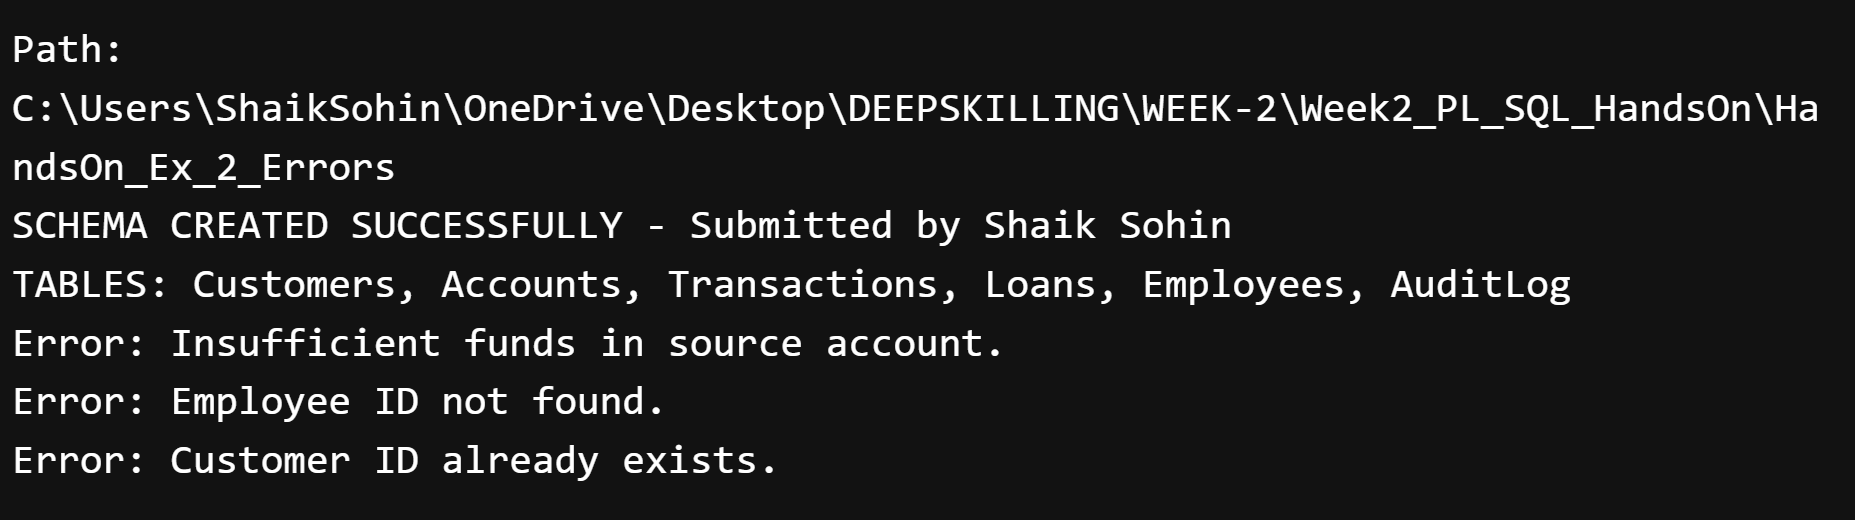 Path:
C:\Users\ShaikSohin\OneDrive\Desktop\DEEPSKILLING\WEEK-2\Week2_PL_SQL_HandsOn\Ha
ndsOn_Ex_2_Errors
SCHEMA CREATED SUCCESSFULLY - Submitted by Shaik Sohin
TABLES: Customers, Accounts, Transactions, Loans, Employees, AuditLog
Error: Insufficient funds in source account.
Error: Employee ID not found.
Error: Customer ID already exists.